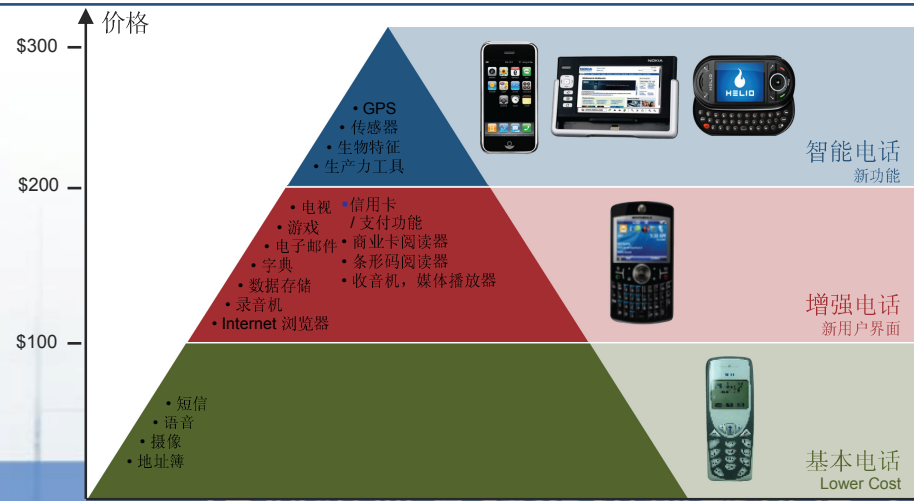 价格
$300
• GPS
• 传感器
• 生物特征
• 生产力工具
NOKIA
HELIO
HELIO
智能电话
新功能
$200
• 电视
• 游戏
• 电子邮件
• 字典
• 数据存储
• 录音机
• Internet 浏览器
•信用卡
/ 支付功能
• 商业卡阅读器
• 条形码阅读器
• 收音机，媒体播放器
MOTOROLA
增强电话
新用户界面
$100
• 短信
• 语音
• 摄像
• 地址簿
基本电话
Lower Cost